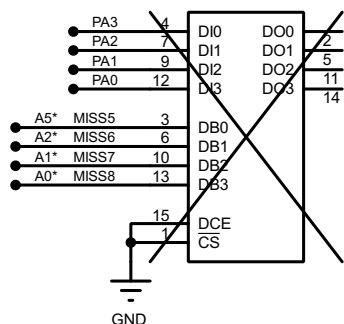 PA3 4 DI0 DO0 2
PA2 7 DI1 DO1 5
PA1 9 DI2 DO2 11
PA0 12 DI3 DO3 14
A5* MISS5 3 DB0
A2* MISS6 6 DB1
A1* MISS7 10 DB2
A0* MISS8 13 DB3
15 DCE
1 CS
GND